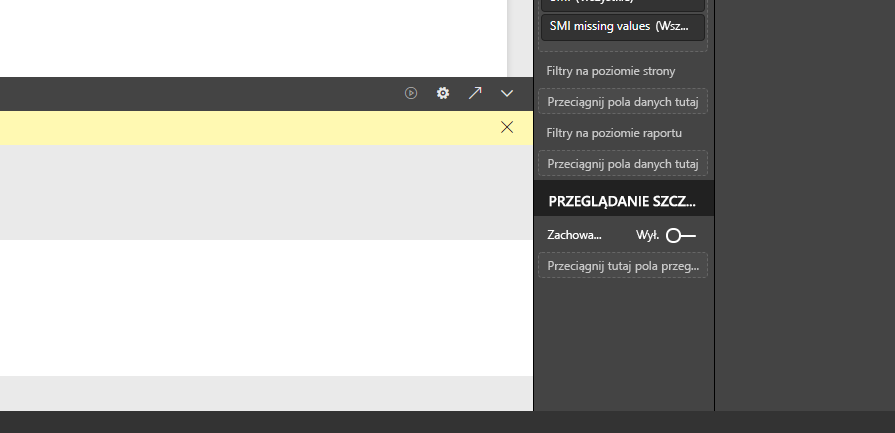 SMI missing values (Wsz...
Filtry na poziomie strony
Przeciągnij pola danych tutaj
Filtry na poziomie raportu
Przeciągnij pola danych tutaj
PRZEGLĄDANIE SZCZ...
Zachowa... Wył.
Przeciągnij tutaj pola przeg...